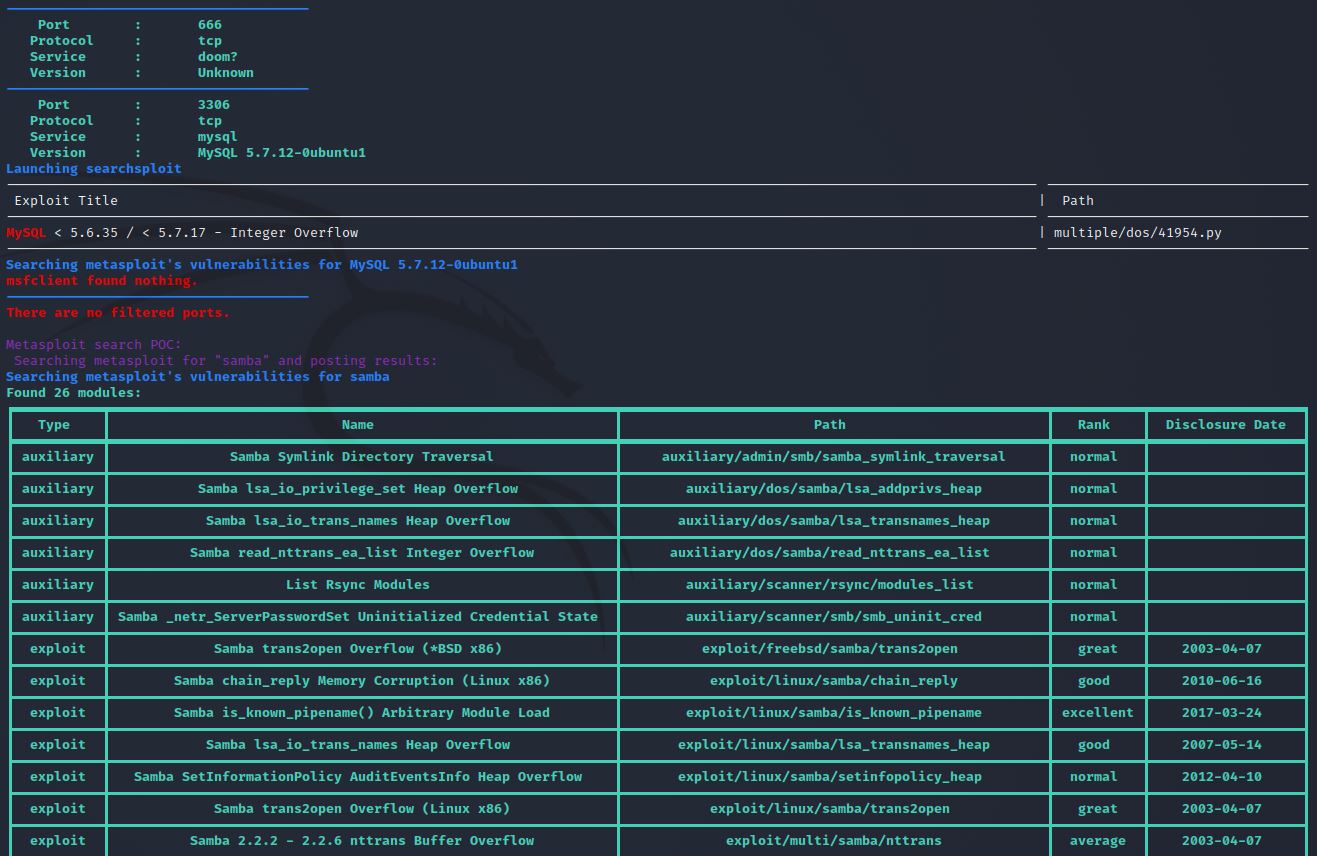 Port : 666
Protocol : tcp
Service : doom?
Version : Unknown
Port : 3306
Protocol : tcp
Service : mysql
Version : MySQL 5.7.12-0ubuntu1
Launching searchsploit
Exploit Title | Path
MySQL < 5.6.35 / < 5.7.17 - Integer Overflow | multiple/dos/41954.py
Searching metasploit's vulnerabilities for MySQL 5.7.12-0ubuntu1
msfclient found nothing.
There are no filtered ports.
Metasploit search POC:
Searching metasploit for "samba" and posting results:
Searching metasploit's vulnerabilities for samba
Found 26 modules:
Type Name Path Rank Disclosure Date
auxiliary Samba Symlink Directory Traversal auxiliary/admin/smb/samba_symlink_traversal normal
auxiliary Samba lsa_io_privilege_set Heap Overflow auxiliary/dos/samba/lsa_addprivs_heap normal
auxiliary Samba lsa_io_trans_names Heap Overflow auxiliary/dos/samba/lsa_transnames_heap normal
auxiliary Samba read_nttrans_ea_list Integer Overflow auxiliary/dos/samba/read_nttrans_ea_list normal
auxiliary List Rsync Modules auxiliary/scanner/rsync/modules_list normal
auxiliary Samba _netr_ServerPasswordSet Uninitialized Credential State auxiliary/scanner/smb/smb_uninit_cred normal
exploit Samba trans2open Overflow (*BSD x86) exploit/freebsd/samba/trans2open great 2003-04-07
exploit Samba chain_reply Memory Corruption (Linux x86) exploit/linux/samba/chain_reply good 2010-06-16
exploit Samba is_known_pipename() Arbitrary Module Load exploit/linux/samba/is_known_pipename excellent 2017-03-24
exploit Samba lsa_io_trans_names Heap Overflow exploit/linux/samba/lsa_transnames_heap good 2007-05-14
exploit Samba SetInformationPolicy AuditEventsInfo Heap Overflow exploit/linux/samba/setinfopolicy_heap normal 2012-04-10
exploit Samba trans2open Overflow (Linux x86) exploit/linux/samba/trans2open great 2003-04-07
exploit Samba 2.2.2 - 2.2.6 nttrans Buffer Overflow exploit/multi/samba/nttrans average 2003-04-07